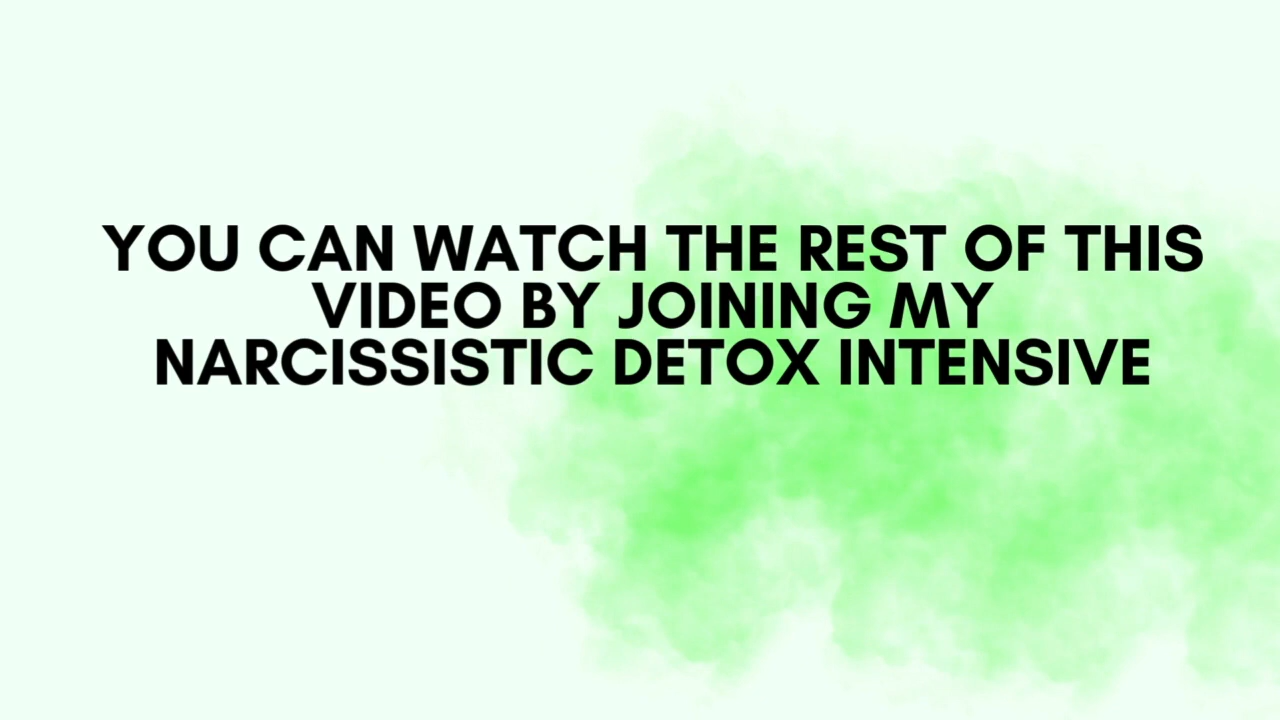 YOU CAN WATCH THE REST OF THIS
VIDEO BY JOINING MY
NARCISSISTIC DETOX INTENSIVE